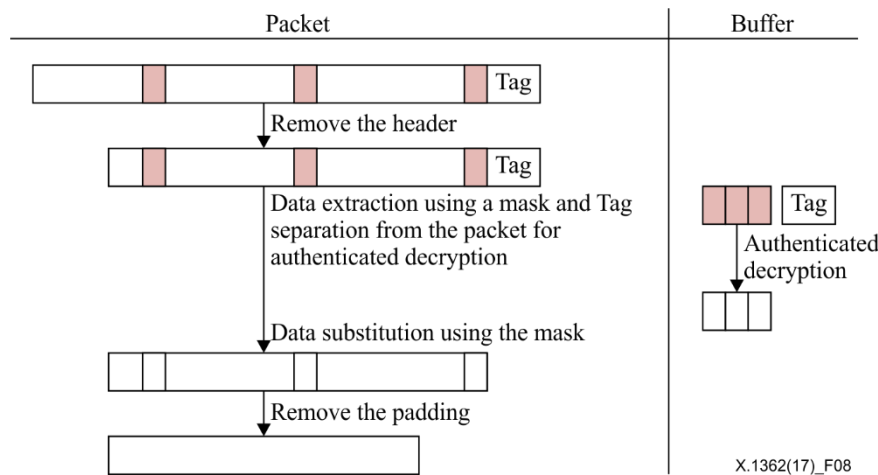 Packet
Buffer
Tag
Remove the header
Tag
Data extraction using a mask and Tag
separation from the packet for
authenticated decryption
Tag
Authenticated
decryption
Data substitution using the mask
Remove the padding
X.1362(17)_F08